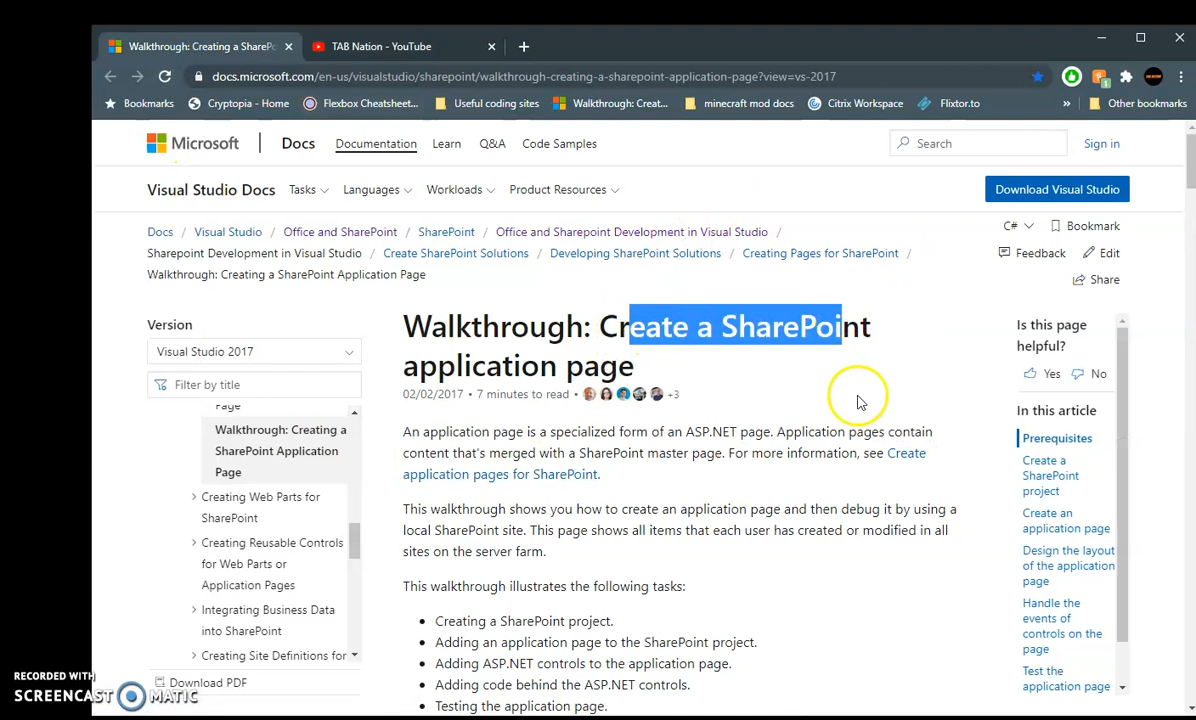 Walkthrough: Creating a SharePo
TAB Nation - YouTube
docs.microsoft.com/en-us/visualstudio/sharepoint/walkthrough-creating-a-sharepoint-application-page?view=vs-2017
Bookmarks Cryptopia - Home Flexbox Cheatsheet... Useful coding sites Walkthrough: Creat... minecraft mod docs Citrix Workspace Flixtor.to » Other bookmarks
Microsoft Docs Documentation Learn Q&A Code Samples Search Sign in
Visual Studio Docs Tasks Languages Workloads Product Resources Download Visual Studio
Docs / Visual Studio / Office and SharePoint / SharePoint / Office and Sharepoint Development in Visual Studio /
Sharepoint Development in Visual Studio / Create SharePoint Solutions / Developing SharePoint Solutions / Creating Pages for SharePoint /
Walkthrough: Creating a SharePoint Application Page
C# Bookmark
Feedback Edit
Share
Version
Visual Studio 2017
Filter by title
Page
Walkthrough: Creating a
SharePoint Application
Page
Creating Web Parts for
SharePoint
Creating Reusable Controls
for Web Parts or
Application Pages
Integrating Business Data
into SharePoint
Creating Site Definitions for
Download PDF
Walkthrough: Create a SharePoint
application page
02/02/2017 • 7 minutes to read • +3
An application page is a specialized form of an ASP.NET page. Application pages contain
content that's merged with a SharePoint master page. For more information, see Create
application pages for SharePoint.
This walkthrough shows you how to create an application page and then debug it by using a
local SharePoint site. This page shows all items that each user has created or modified in all
sites on the server farm.
This walkthrough illustrates the following tasks:
• Creating a SharePoint project.
• Adding an application page to the SharePoint project.
• Adding ASP.NET controls to the application page.
• Adding code behind the ASP.NET controls.
• Testing the application page.
Is this page
helpful?
Yes No
In this article
Prerequisites
Create a
SharePoint
project
Create an
application page
Design the layout
of the application
page
Handle the
events of
controls on the
page
Test the
application page
RECORDED WITH
SCREENCAST MATIC